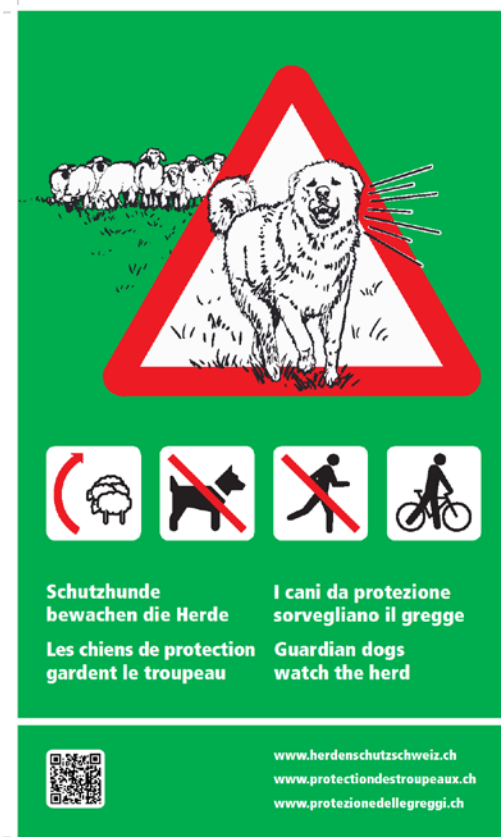 Schutzhunde
bewachen die Herde
Les chiens de protection
gardent le troupeau
I cani da protezione
sorvegliano il gregge
Guardian dogs
watch the herd
www.herdenschutzschweiz.ch
www.protectiondestroupeaux.ch
www.protezionedellegreggi.ch